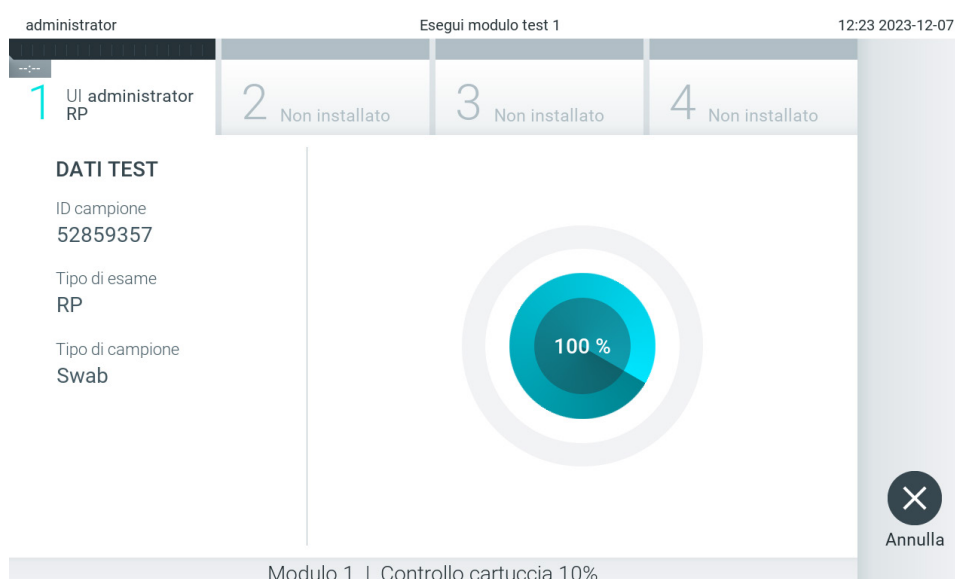 administrator
Esegui modulo test 1
12:23 2023-12-07
--:--
1 UI administrator
RP
2 Non installato
3 Non installato
4 Non installato
DATI TEST
ID campione
52859357
Tipo di esame
RP
Tipo di campione
Swab
100 %
Annulla
Modulo 1 | Controllo cartuccia 10%